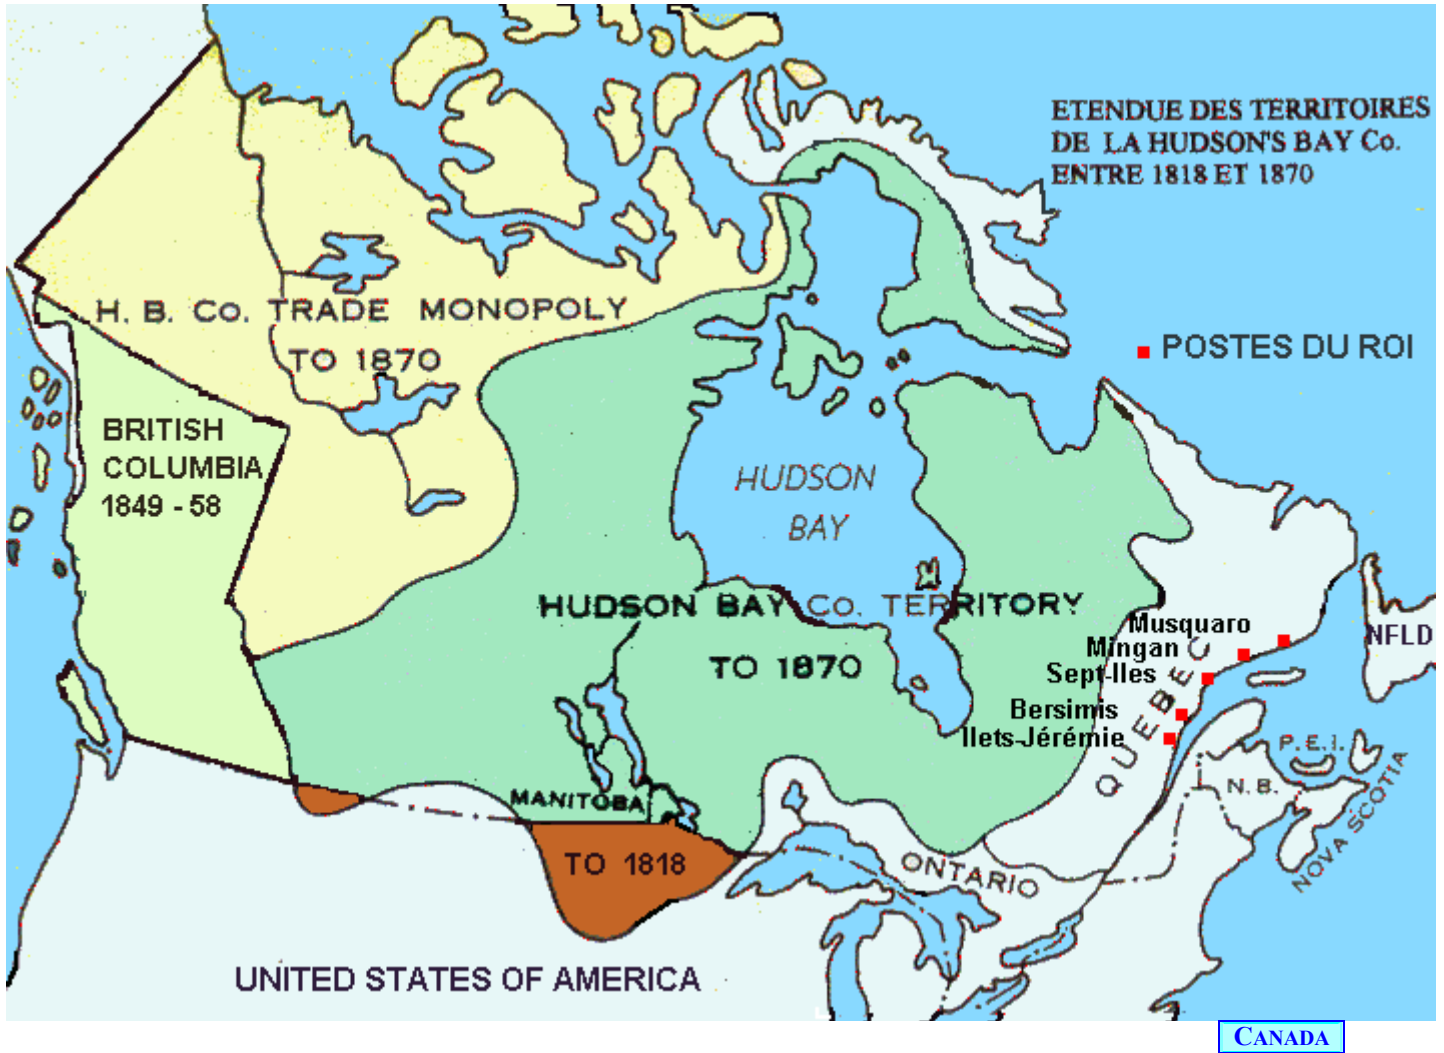 ETENDUE DES TERRITOIRES
DE LA HUDSON'S BAY Co.
ENTRE 1818 ET 1870
H. B. Co. TRADE MONOPOLY
TO 1870
POSTES DU ROI
BRITISH
COLUMBIA
1849 - 58
HUDSON
BAY
HUDSON BAY Co. TERRITORY
TO 1870
Musquaro
Mingan
Sept-Iles
Bersimis
Ilets-Jérémie
QUEBEC
NFLD
P.E.I.
N.B.
NOVA SCOTIA
MANITOBA
TO 1818
ONTARIO
UNITED STATES OF AMERICA
CANADA